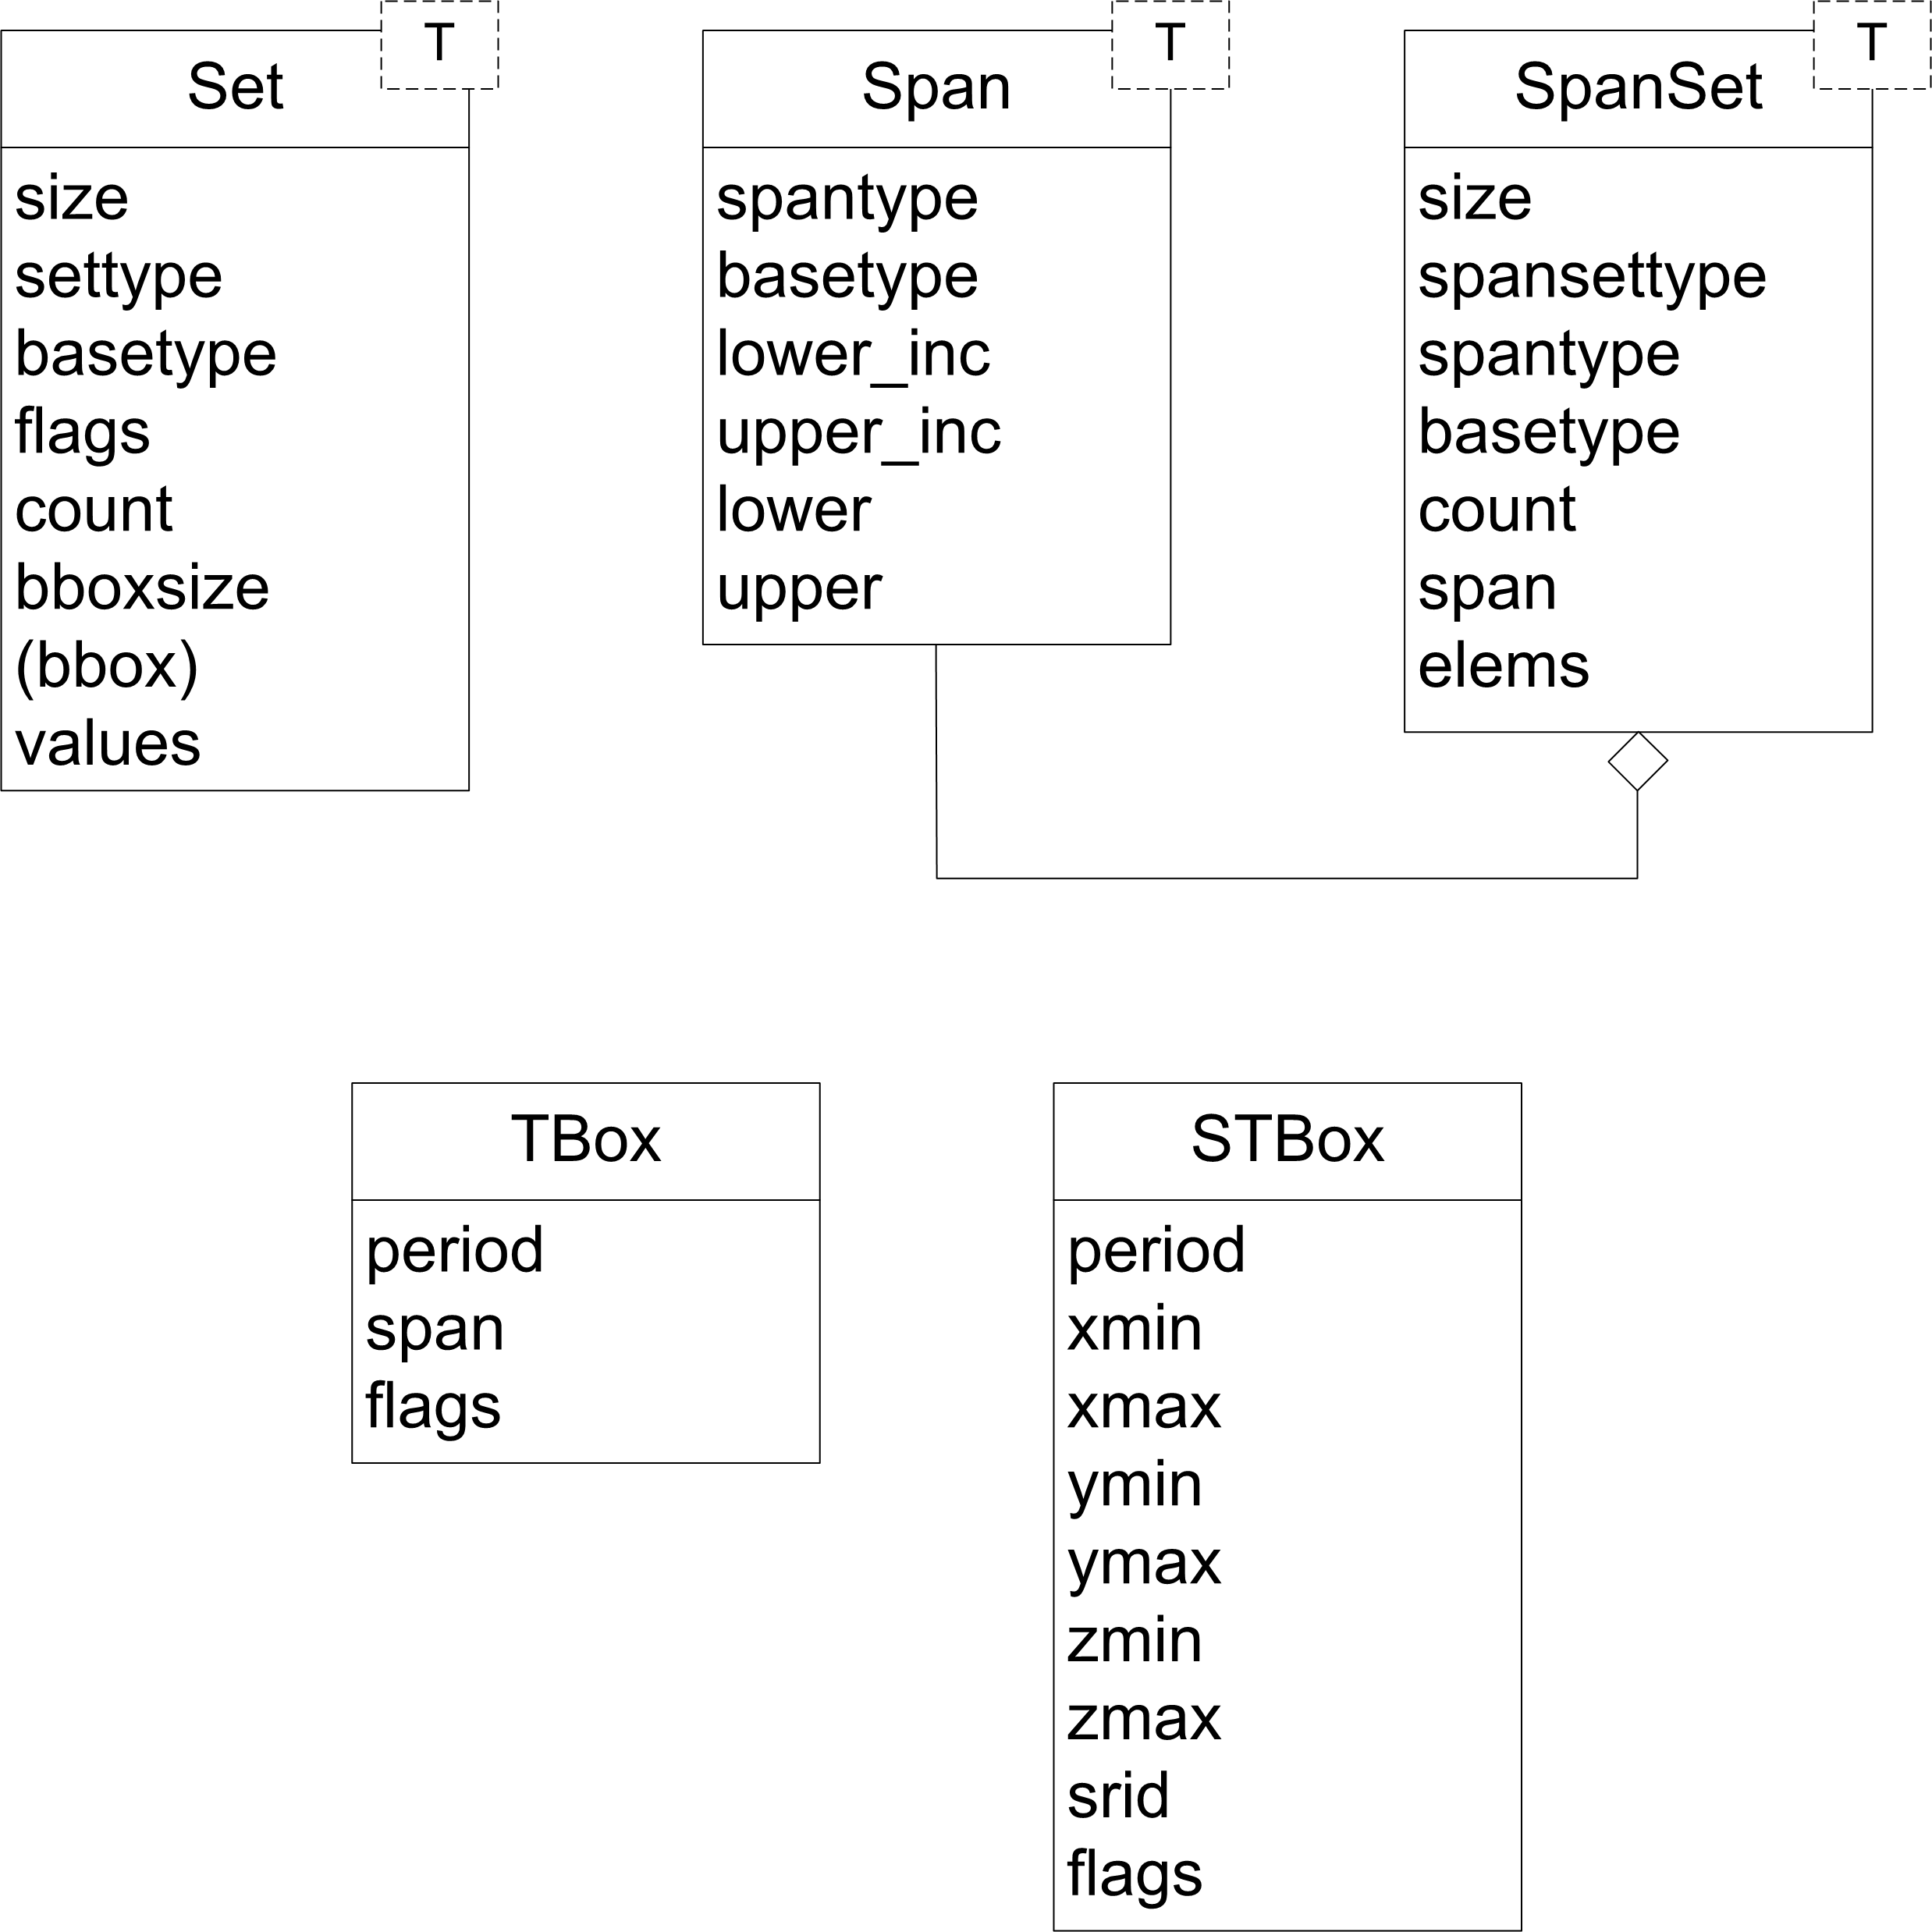 T
Set
size
settype
basetype
flags
count
bboxsize
(bbox)
values
T
Span
spantype
basetype
lower_inc
upper_inc
lower
upper
T
SpanSet
size
spansettype
spantype
basetype
count
span
elems
TBox
period
span
flags
STBox
period
xmin
xmax
ymin
ymax
zmin
zmax
srid
flags